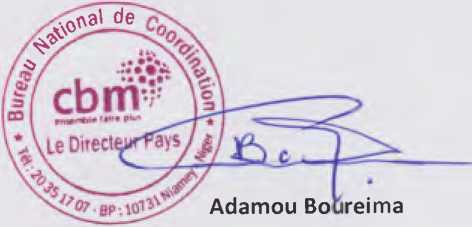 Bureau National de Coordination
cbm
ensemble faire plus
Le Directeur Pays
* Tél: 20 35 17 07 - BP: 10731 Niamey Niger *
Adamou Boureima